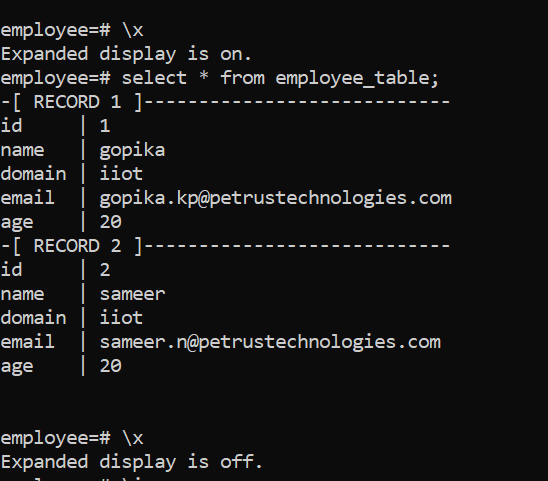 employee=# \x
Expanded display is on.
employee=# select * from employee_table;
-[ RECORD 1 ]----------------------------
id     | 1
name   | gopika
domain | iiot
email  | gopika.kp@petrustechnologies.com
age    | 20
-[ RECORD 2 ]----------------------------
id     | 2
name   | sameer
domain | iiot
email  | sameer.n@petrustechnologies.com
age    | 20
employee=# \x
Expanded display is off.